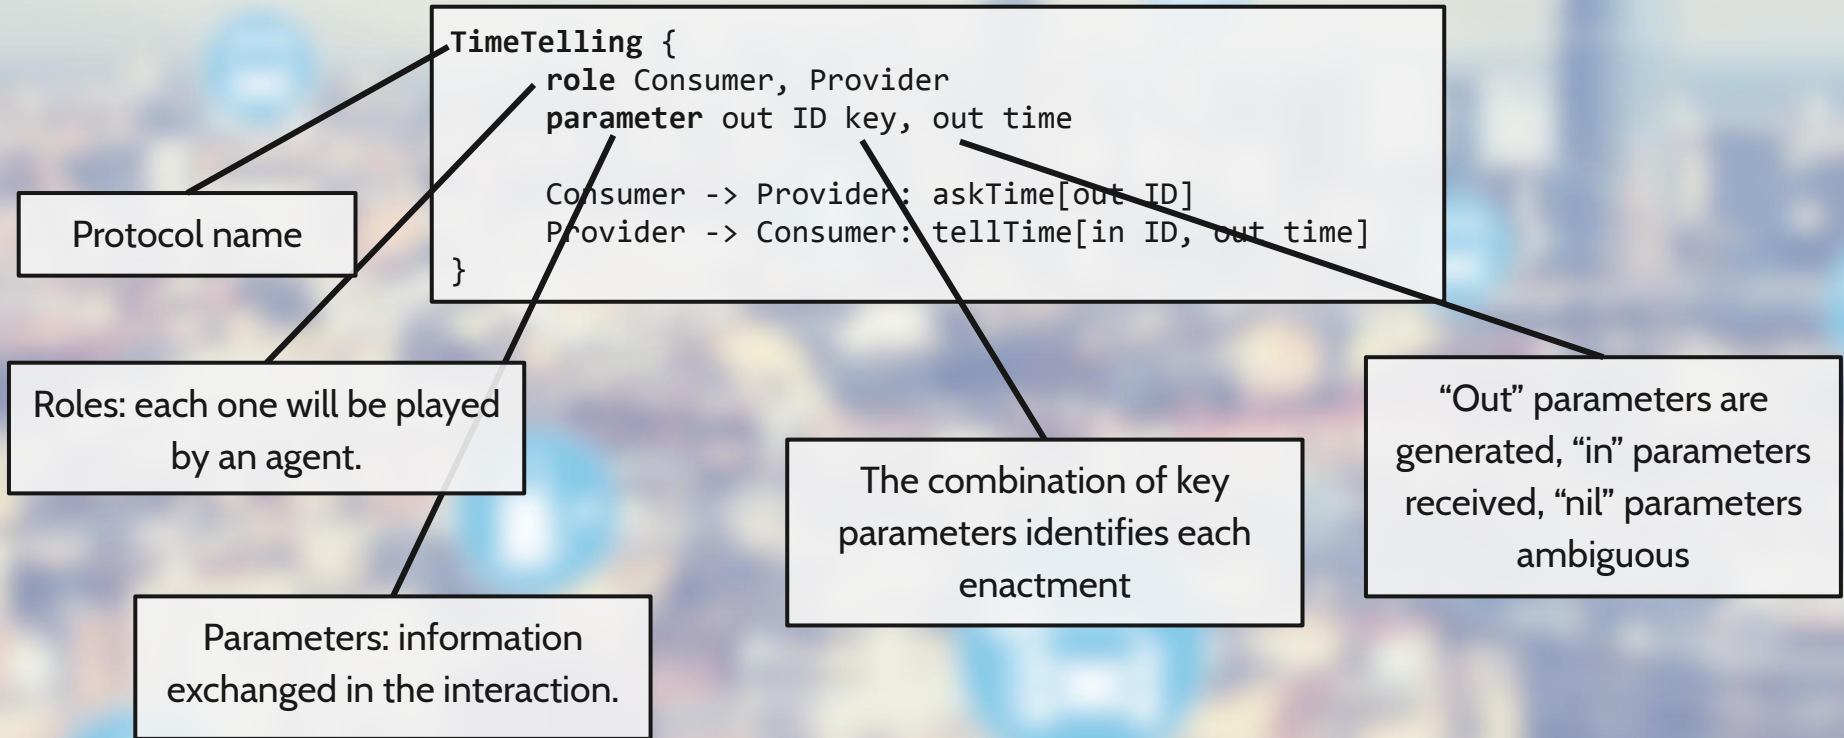 TimeTelling {
role Consumer, Provider
parameter out ID key, out time
Consumer -> Provider: askTime[out ID]
Provider -> Consumer: tellTime[in ID, out time]
}
Protocol name
Roles: each one will be played
by an agent.
Parameters: information
exchanged in the interaction.
The combination of key
parameters identifies each
enactment
“Out” parameters are
generated, “in” parameters
received, “nil” parameters
ambiguous